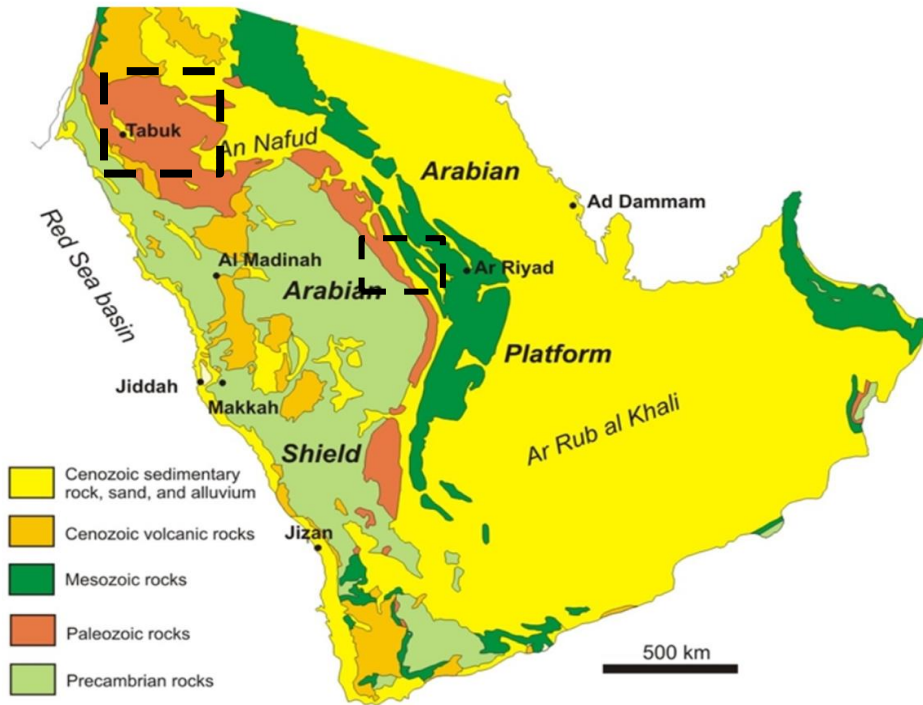 Tabuk
An Nafud
Arabian
Ad Dammam
Red Sea basin
Al Madinah
Arabian
Ar Riyad
Platform
Jiddah
Makkah
Ar Rub al Khali
Shield
Jizan
Cenozoic sedimentary
rock, sand, and alluvium
Cenozoic volcanic rocks
Mesozoic rocks
Paleozoic rocks
Precambrian rocks
500 km